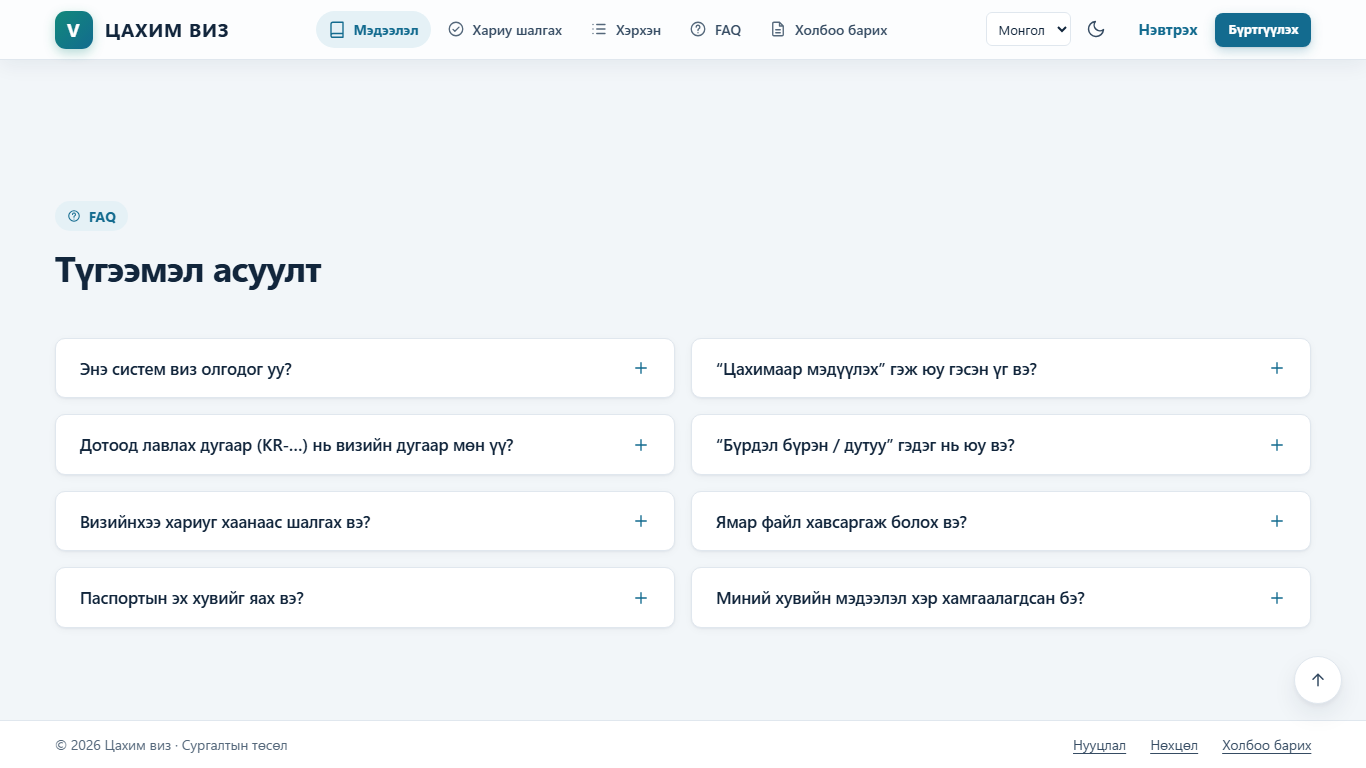 V ЦАХИМ ВИЗ Мэдээлэл Хариу шалгах Хэрхэн FAQ Холбоо барих Монгол Нэвтрэх Бүртгүүлэх
FAQ
Түгээмэл асуулт
Энэ систем виз олгодог уу?
“Цахимаар мэдүүлэх” гэж юу гэсэн үг вэ?
Дотоод лавлах дугаар (KR-…) нь визийн дугаар мөн үү?
“Бүрдэл бүрэн / дутуу” гэдэг нь юу вэ?
Визийнхээ хариуг хаанаас шалгах вэ?
Ямар файл хавсаргаж болох вэ?
Паспортын эх хувийг яах вэ?
Миний хувийн мэдээлэл хэр хамгаалагдсан бэ?
© 2026 Цахим виз · Сургалтын төсөл Нууцлал Нөхцөл Холбоо барих